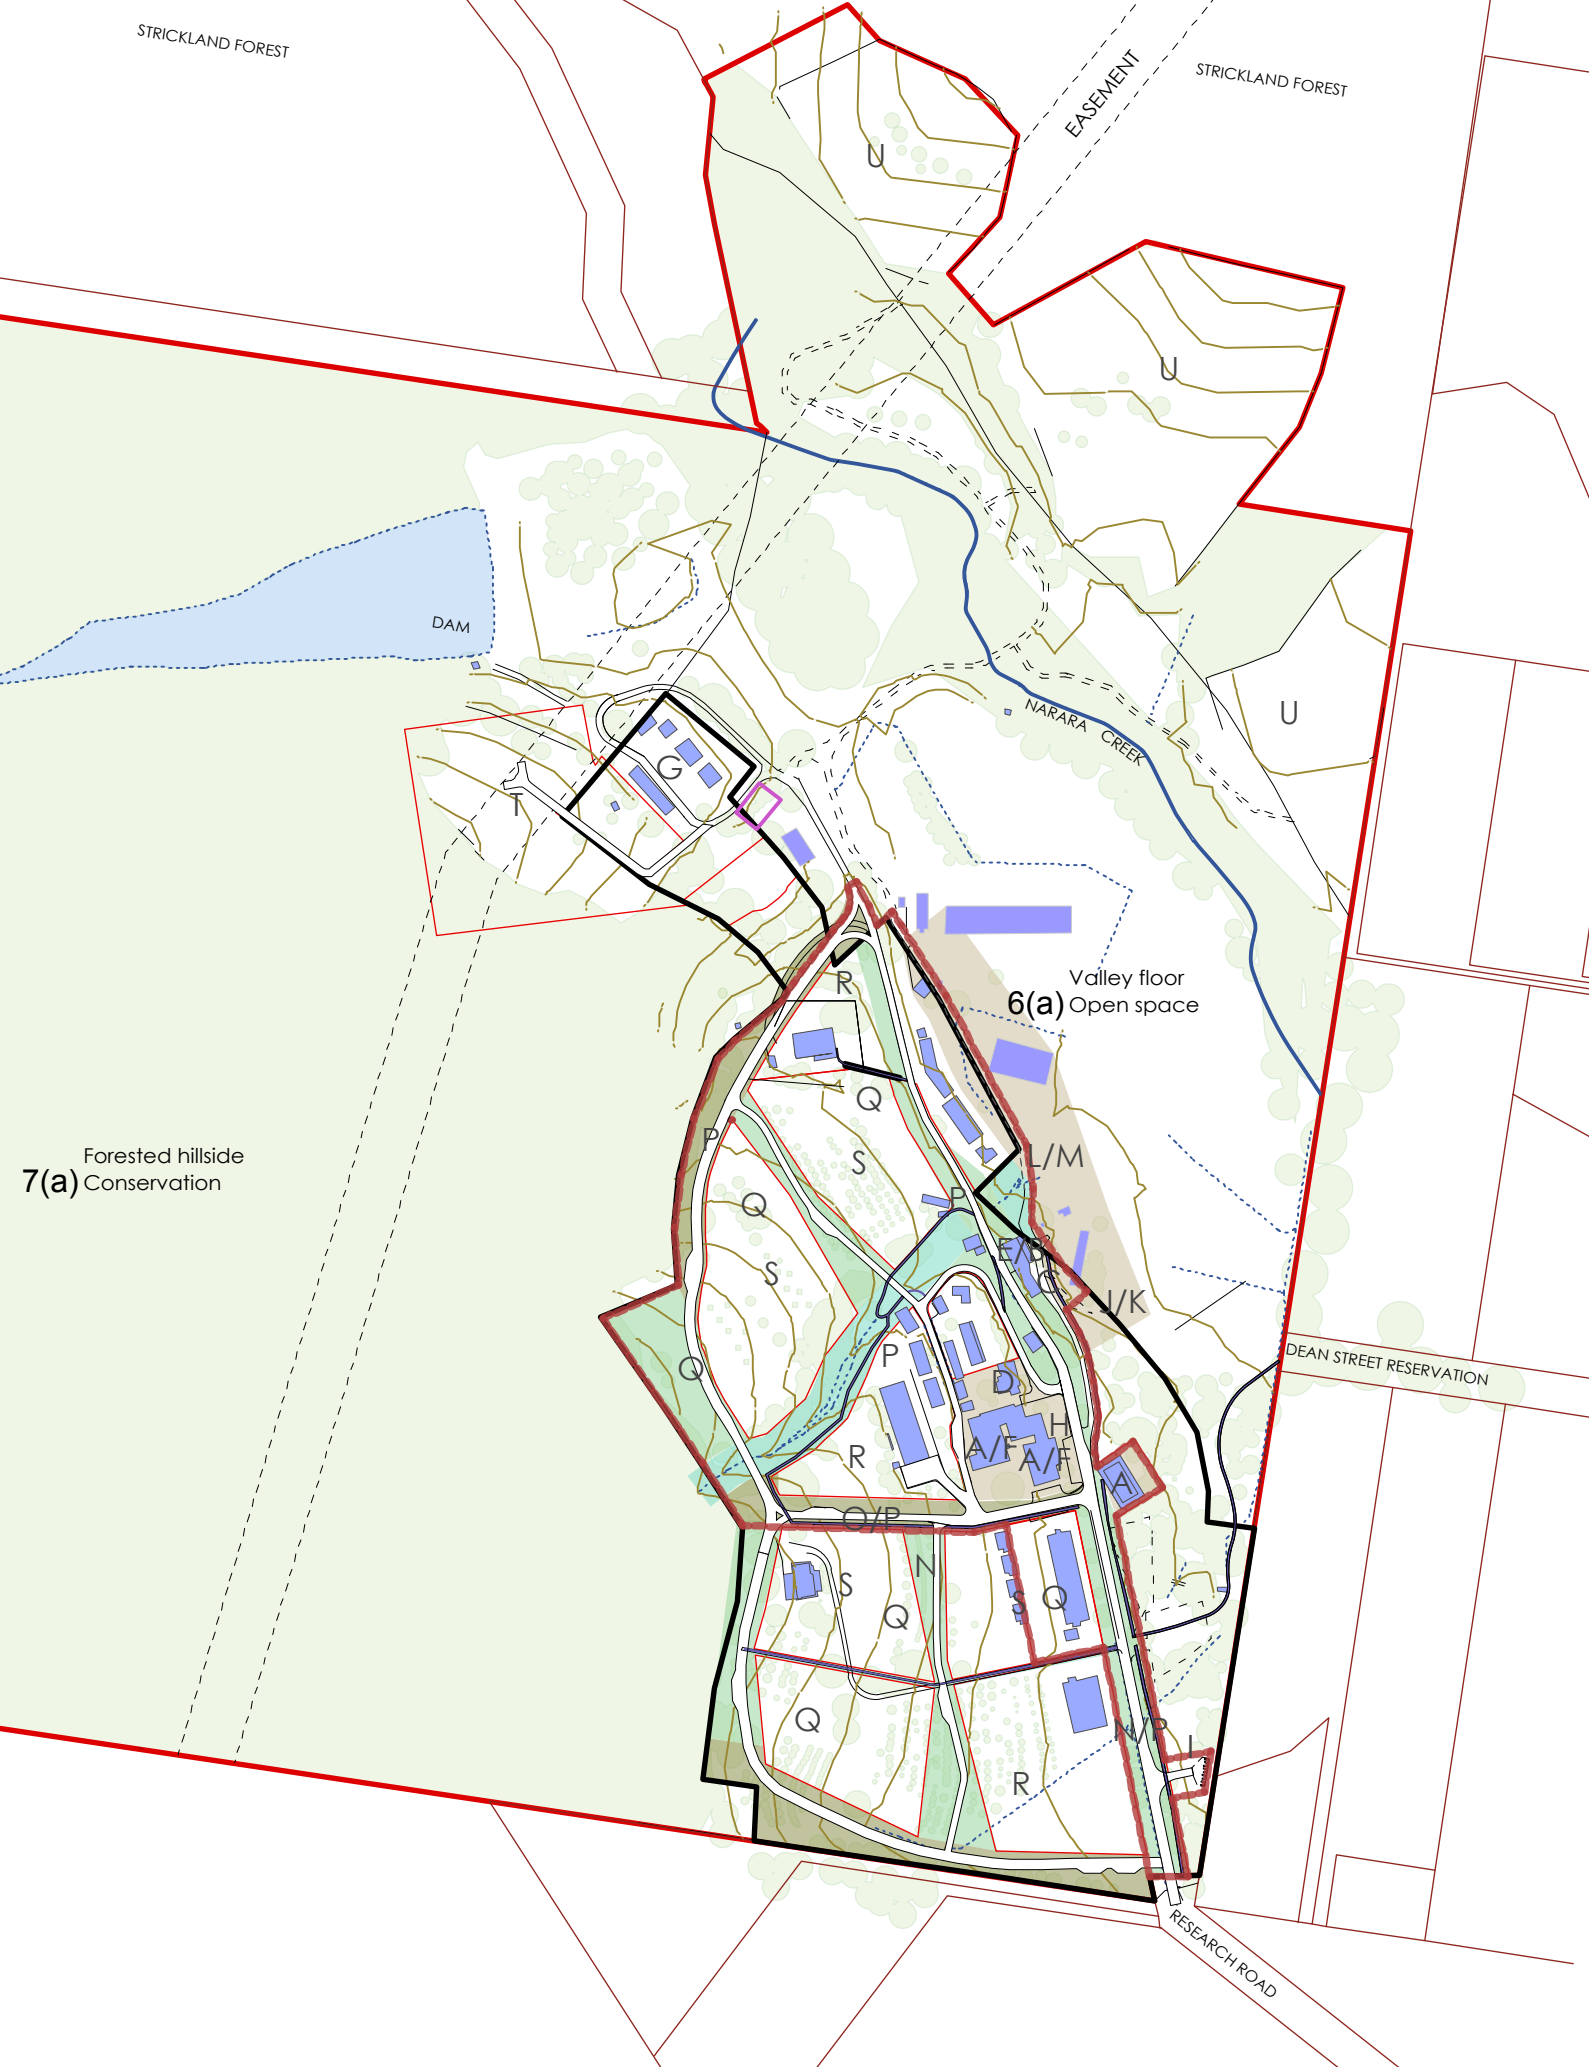 STRICKLAND FOREST
EASEMENT
STRICKLAND FOREST
U
U
DAM
U
NARARA CREEK
G
T
Valley floor
6(a) Open space
R
Q
P
Forested hillside
7(a) Conservation
S
L/M
Q
P
E/B
S
C
J/K
DEAN STREET RESERVATION
P
Q
D
H
R
A/F
A/F
A
O/P
N
S
Q
S
Q
Q
N/P
I
R
RESEARCH ROAD